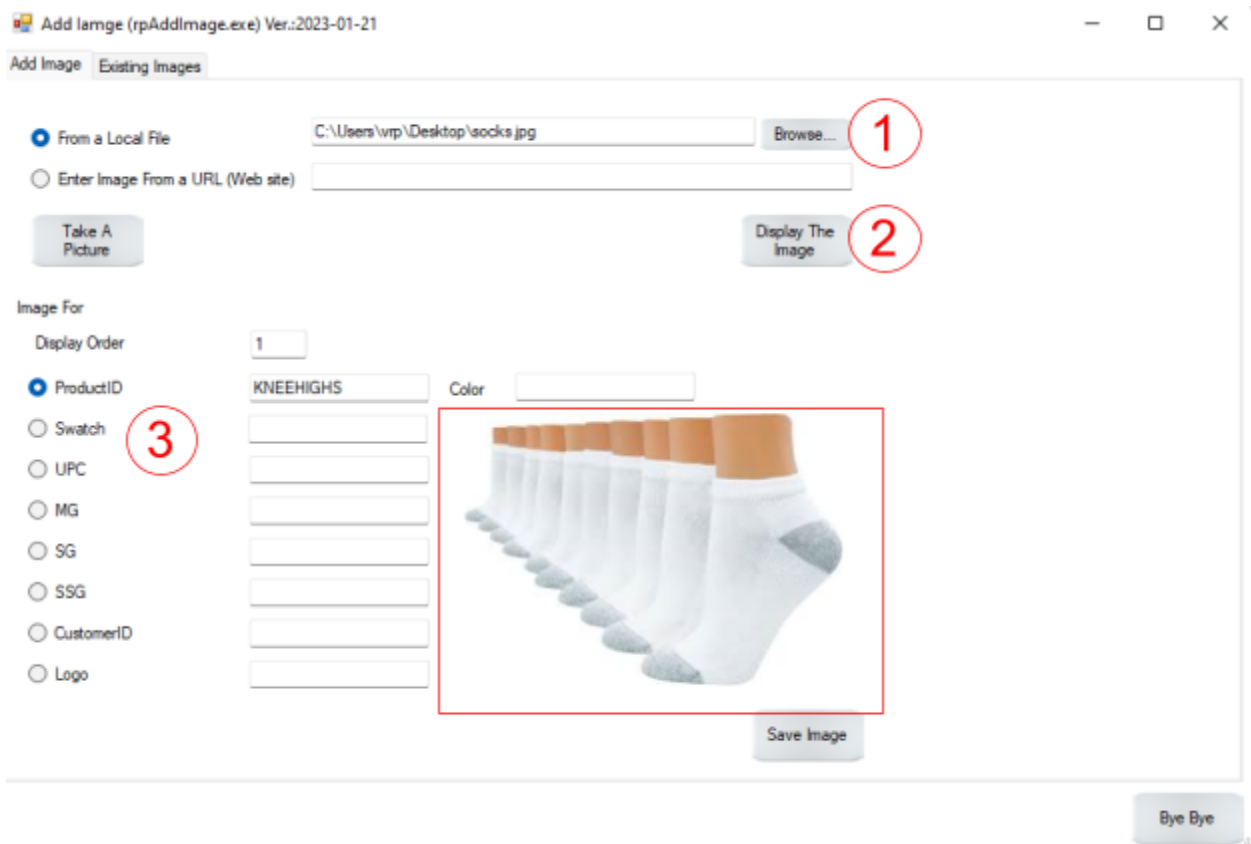 Add Iamge (rpAddImage.exe) Ver.:2023-01-21
Add Image Existing Images
From a Local File C:\Users\vrp\Desktop\socks.jpg Browse... 1
Enter Image From a URL (Web site)
Take A
Picture
Display The
Image
2
Image For
Display Order 1
ProductID KNEEHIGHS Color
Swatch
3
UPC
MG
SG
SSG
CustomerID
Logo
Save Image
Bye Bye